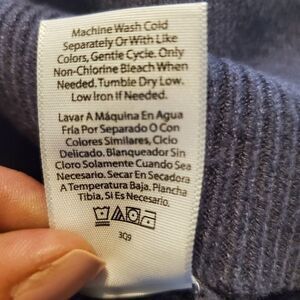 Machine Wash Cold
Separately Or With Like
Colors, Gentle Cycle. Only
Non-Chlorine Bleach When
Needed. Tumble Dry Low.
Low Iron If Needed.
Lavar A Máquina En Agua
Fría Por Separado O Con
Colores Similares, Ciclo
Delicado. Blanqueador Sin
Cloro Solamente Cuando Sea
Necesario. Secar En Secadora
A Temperatura Baja. Plancha
Tibia, Si Es Necesario.
3Q9